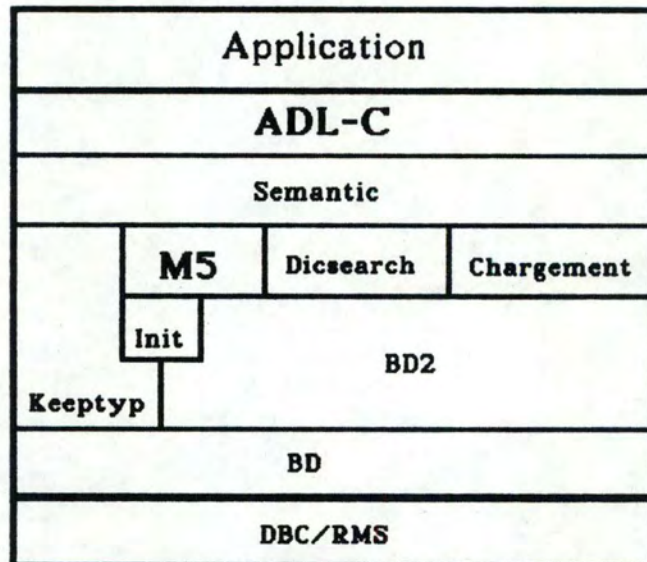 Application
ADL-C
Semantic
M5 Dicsearch Chargement
Init
BD2
Keeptyp
BD
DBC/RMS